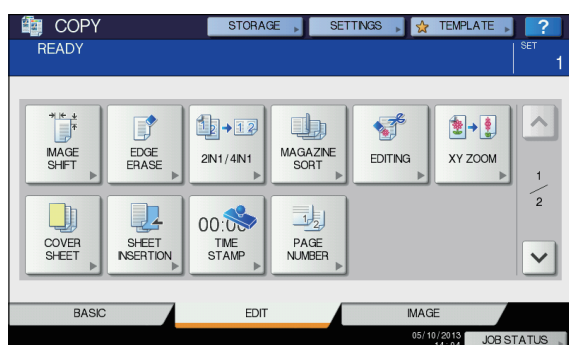 COPY
STORAGE
SETTINGS
TEMPLATE
?
READY
SET
1
IMAGE
SHIFT
EDGE
ERASE
2IN1 / 4IN1
MAGAZINE
SORT
EDITING
XY ZOOM
1
2
COVER
SHEET
SHEET
INSERTION
00:00
TIME
STAMP
PAGE
NUMBER
BASIC
EDIT
IMAGE
05/10/2013
JOB STATUS